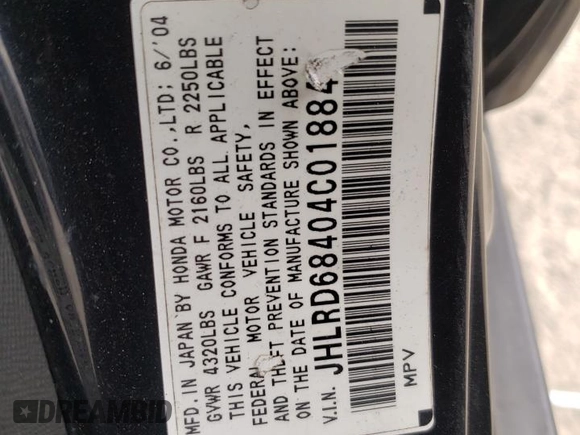 MFD. IN JAPAN BY HONDA MOTOR CO.,LTD; 6/'04
GVWR 4320LBS GAWR F 2160LBS R 2250LBS
THIS VEHICLE CONFORMS TO ALL APPLICABLE
FEDERAL MOTOR VEHICLE SAFETY,
AND THEFT PREVENTION STANDARDS IN EFFECT
ON THE DATE OF MANUFACTURE SHOWN ABOVE:
V.I.N. JHLRD68404C01884
MPV
DREAMBID